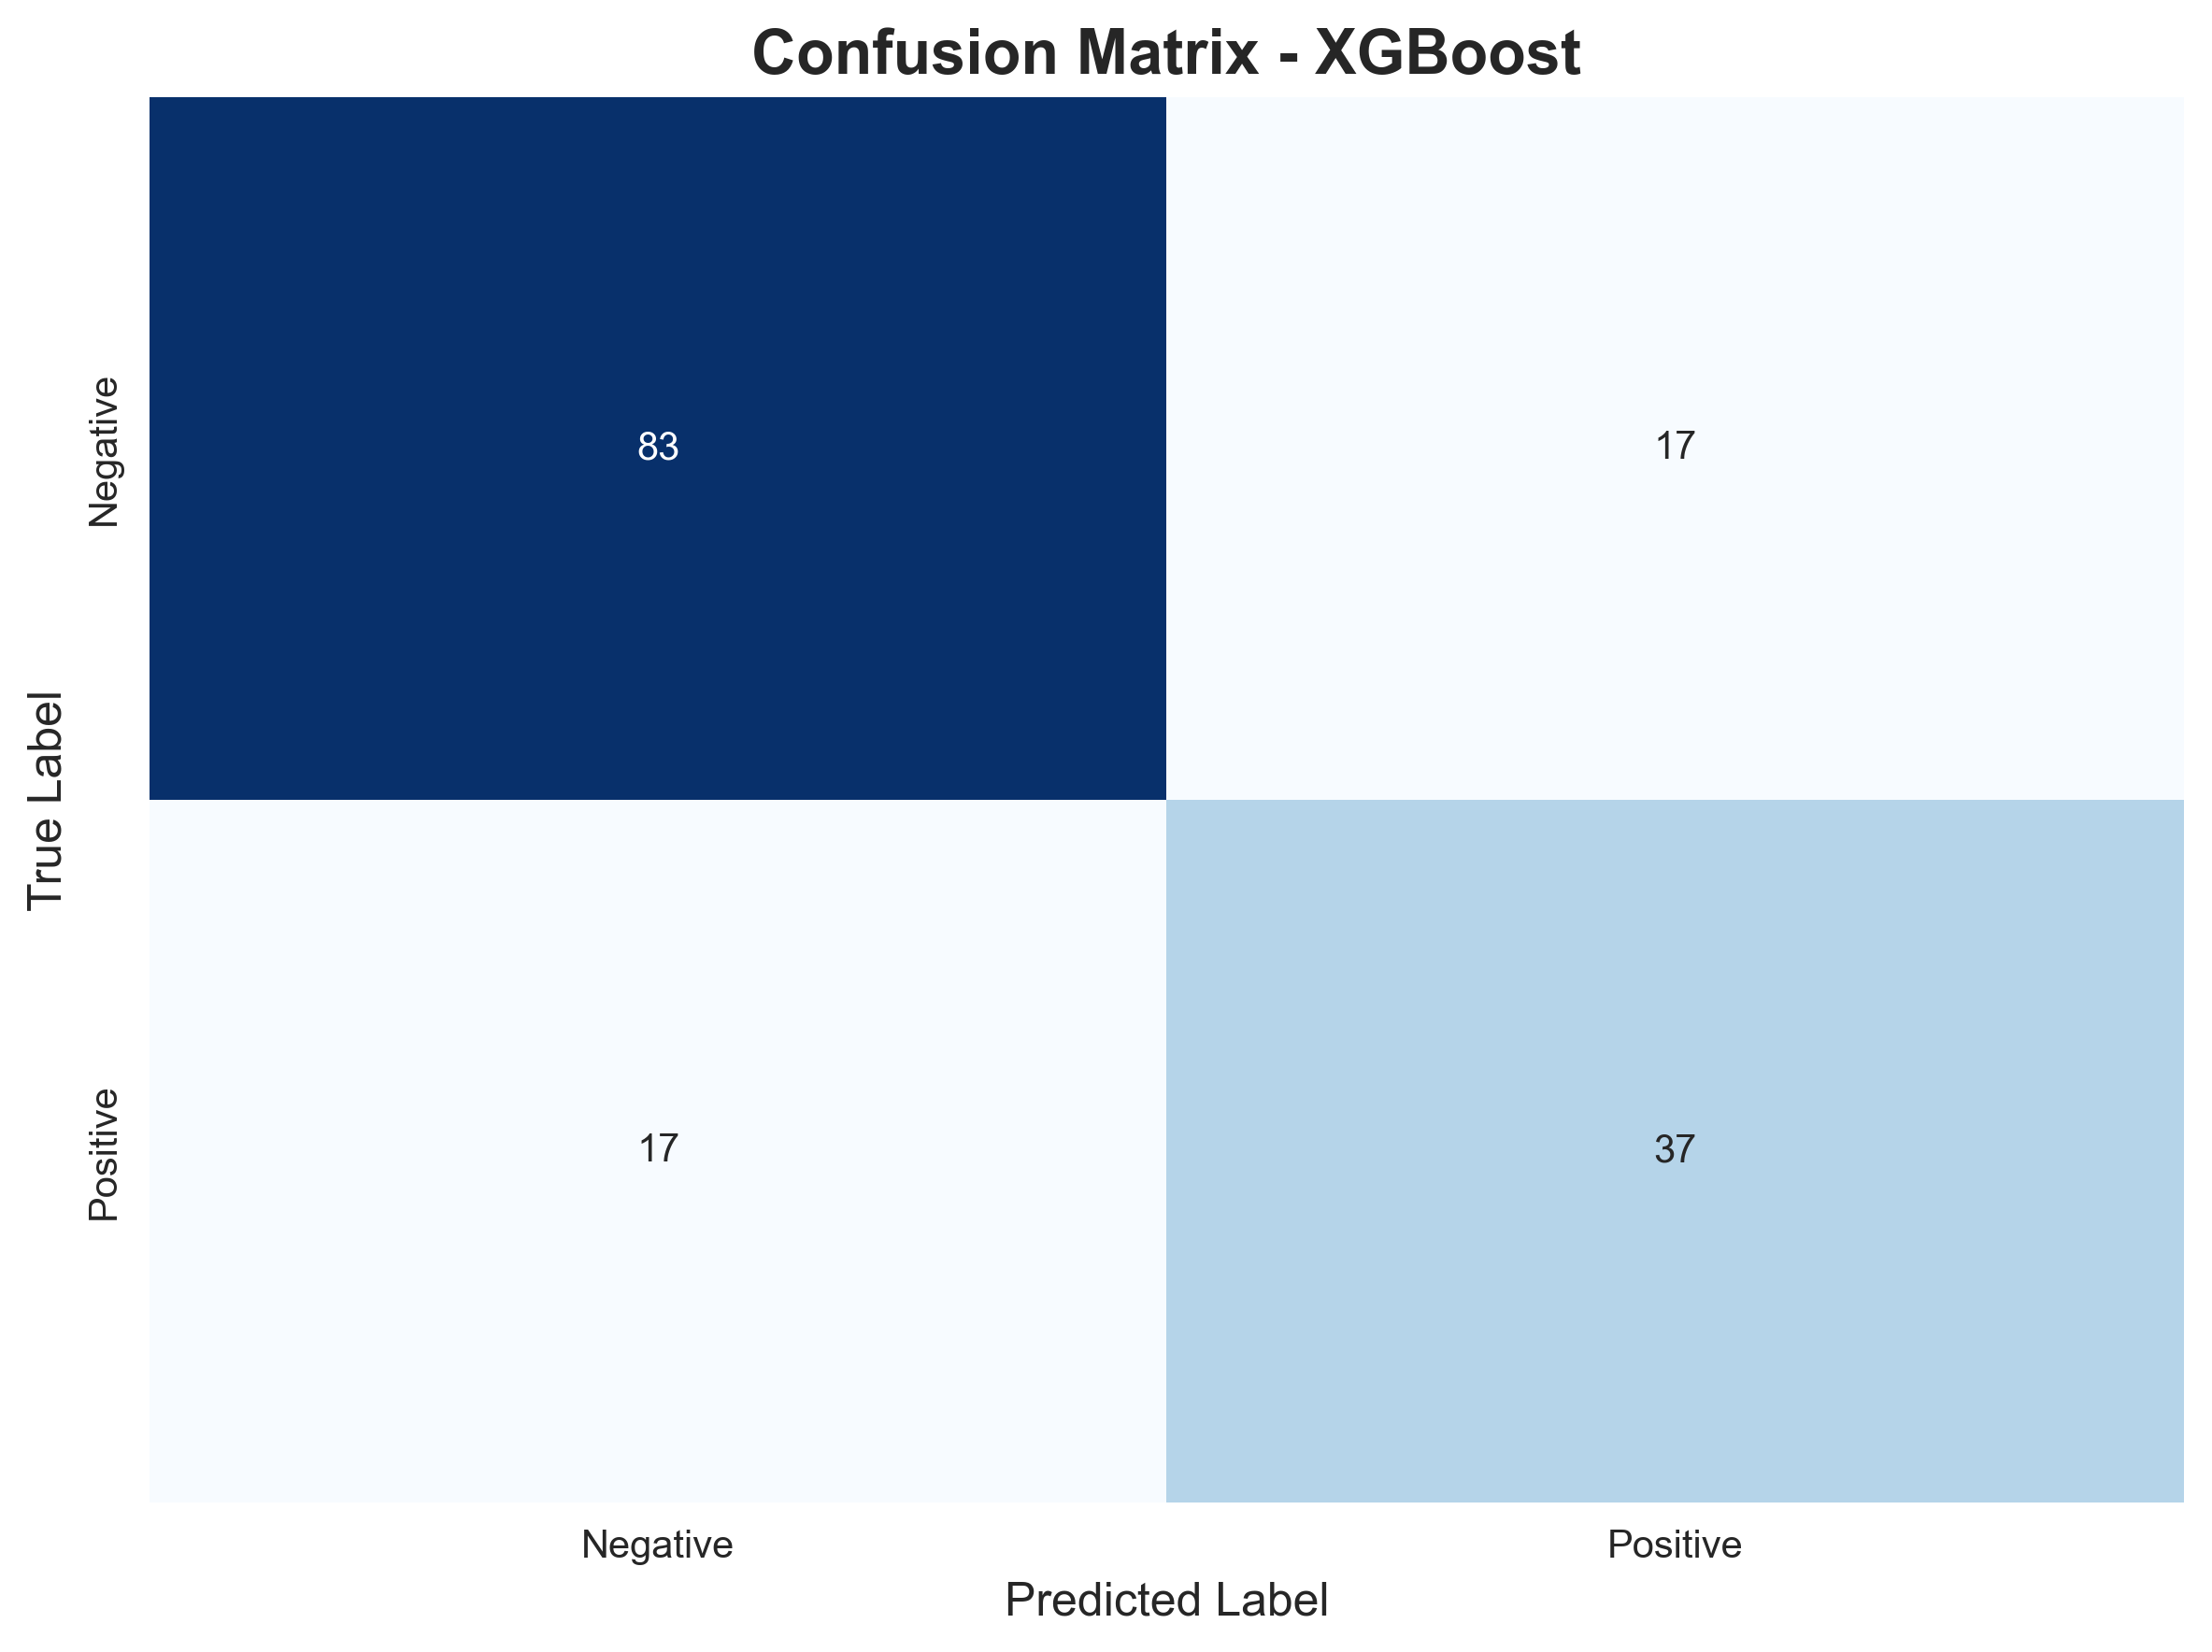 Confusion Matrix - XGBoost
True Label
Negative
83
17
Positive
17
37
Negative
Positive
Predicted Label